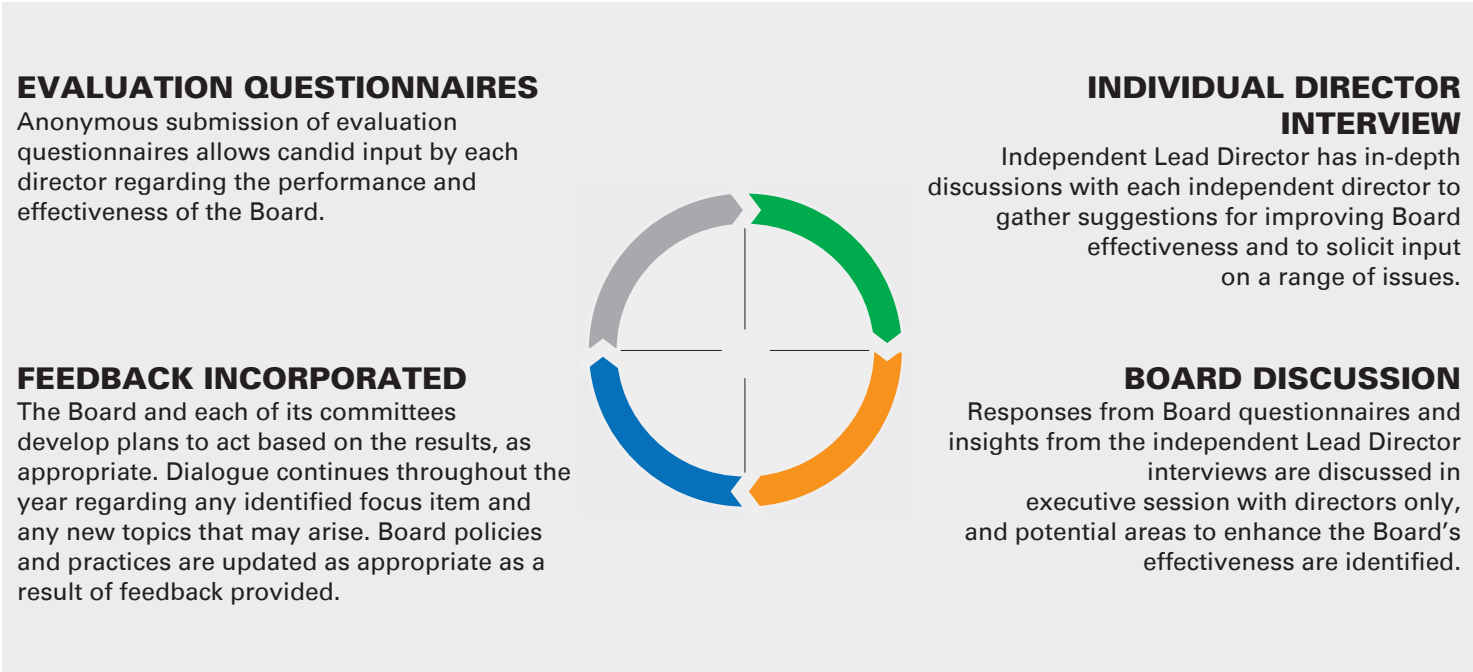 EVALUATION QUESTIONNAIRES
Anonymous submission of evaluation
questionnaires allows candid input by each
director regarding the performance and
effectiveness of the Board.
INDIVIDUAL DIRECTOR
INTERVIEW
Independent Lead Director has in-depth
discussions with each independent director to
gather suggestions for improving Board
effectiveness and to solicit input
on a range of issues.
FEEDBACK INCORPORATED
The Board and each of its committees
develop plans to act based on the results, as
appropriate. Dialogue continues throughout the
year regarding any identified focus item and
any new topics that may arise. Board policies
and practices are updated as appropriate as a
result of feedback provided.
BOARD DISCUSSION
Responses from Board questionnaires and
insights from the independent Lead Director
interviews are discussed in
executive session with directors only,
and potential areas to enhance the Board’s
effectiveness are identified.